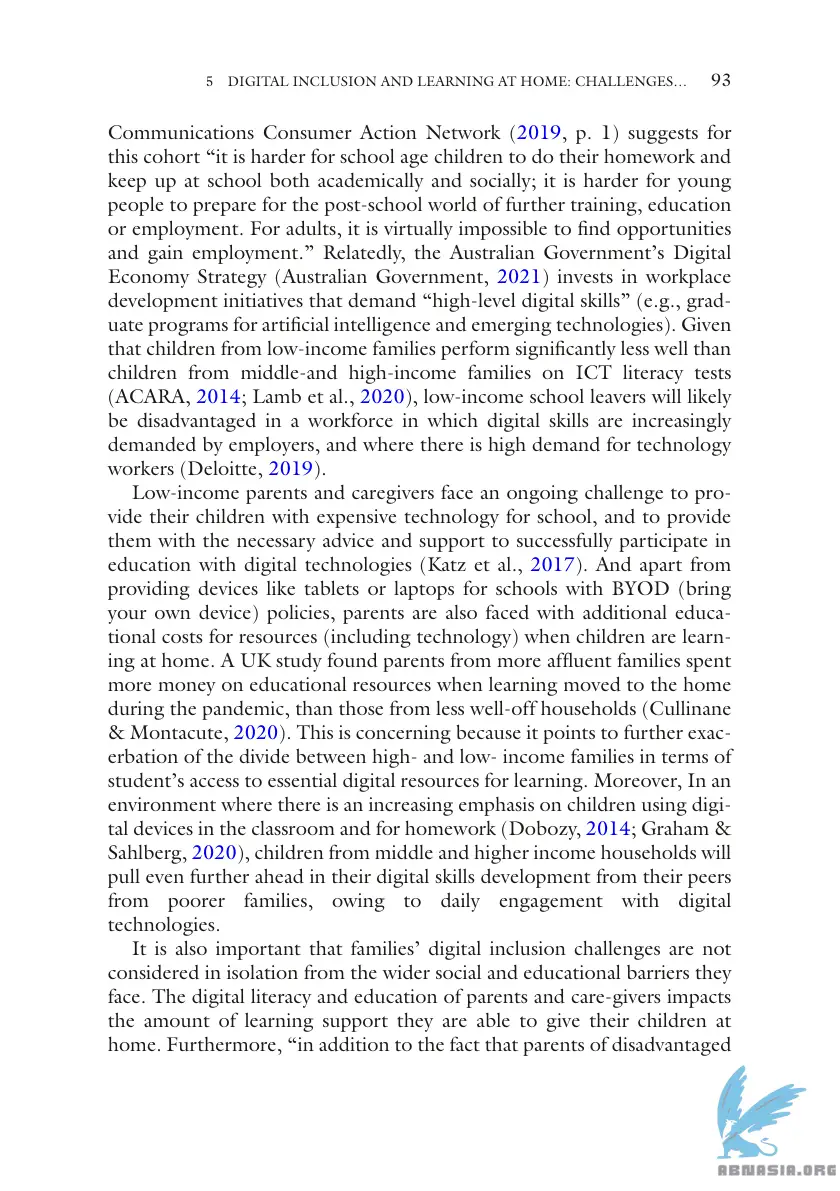 5 DIGITAL INCLUSION AND LEARNING AT HOME: CHALLENGES… 93
Communications Consumer Action Network (2019, p. 1) suggests for
this cohort “it is harder for school age children to do their homework and
keep up at school both academically and socially; it is harder for young
people to prepare for the post-school world of further training, education
or employment. For adults, it is virtually impossible to find opportunities
and gain employment.” Relatedly, the Australian Government’s Digital
Economy Strategy (Australian Government, 2021) invests in workplace
development initiatives that demand “high-level digital skills” (e.g., grad-
uate programs for artificial intelligence and emerging technologies). Given
that children from low-income families perform significantly less well than
children from middle-and high-income families on ICT literacy tests
(ACARA, 2014; Lamb et al., 2020), low-income school leavers will likely
be disadvantaged in a workforce in which digital skills are increasingly
demanded by employers, and where there is high demand for technology
workers (Deloitte, 2019).
Low-income parents and caregivers face an ongoing challenge to pro-
vide their children with expensive technology for school, and to provide
them with the necessary advice and support to successfully participate in
education with digital technologies (Katz et al., 2017). And apart from
providing devices like tablets or laptops for schools with BYOD (bring
your own device) policies, parents are also faced with additional educa-
tional costs for resources (including technology) when children are learn-
ing at home. A UK study found parents from more affluent families spent
more money on educational resources when learning moved to the home
during the pandemic, than those from less well-off households (Cullinane
& Montacute, 2020). This is concerning because it points to further exac-
erbation of the divide between high- and low- income families in terms of
student’s access to essential digital resources for learning. Moreover, In an
environment where there is an increasing emphasis on children using digi-
tal devices in the classroom and for homework (Dobozy, 2014; Graham &
Sahlberg, 2020), children from middle and higher income households will
pull even further ahead in their digital skills development from their peers
from poorer families, owing to daily engagement with digital
technologies.
It is also important that families’ digital inclusion challenges are not
considered in isolation from the wider social and educational barriers they
face. The digital literacy and education of parents and care-givers impacts
the amount of learning support they are able to give their children at
home. Furthermore, “in addition to the fact that parents of disadvantaged
ABNASIA.ORG